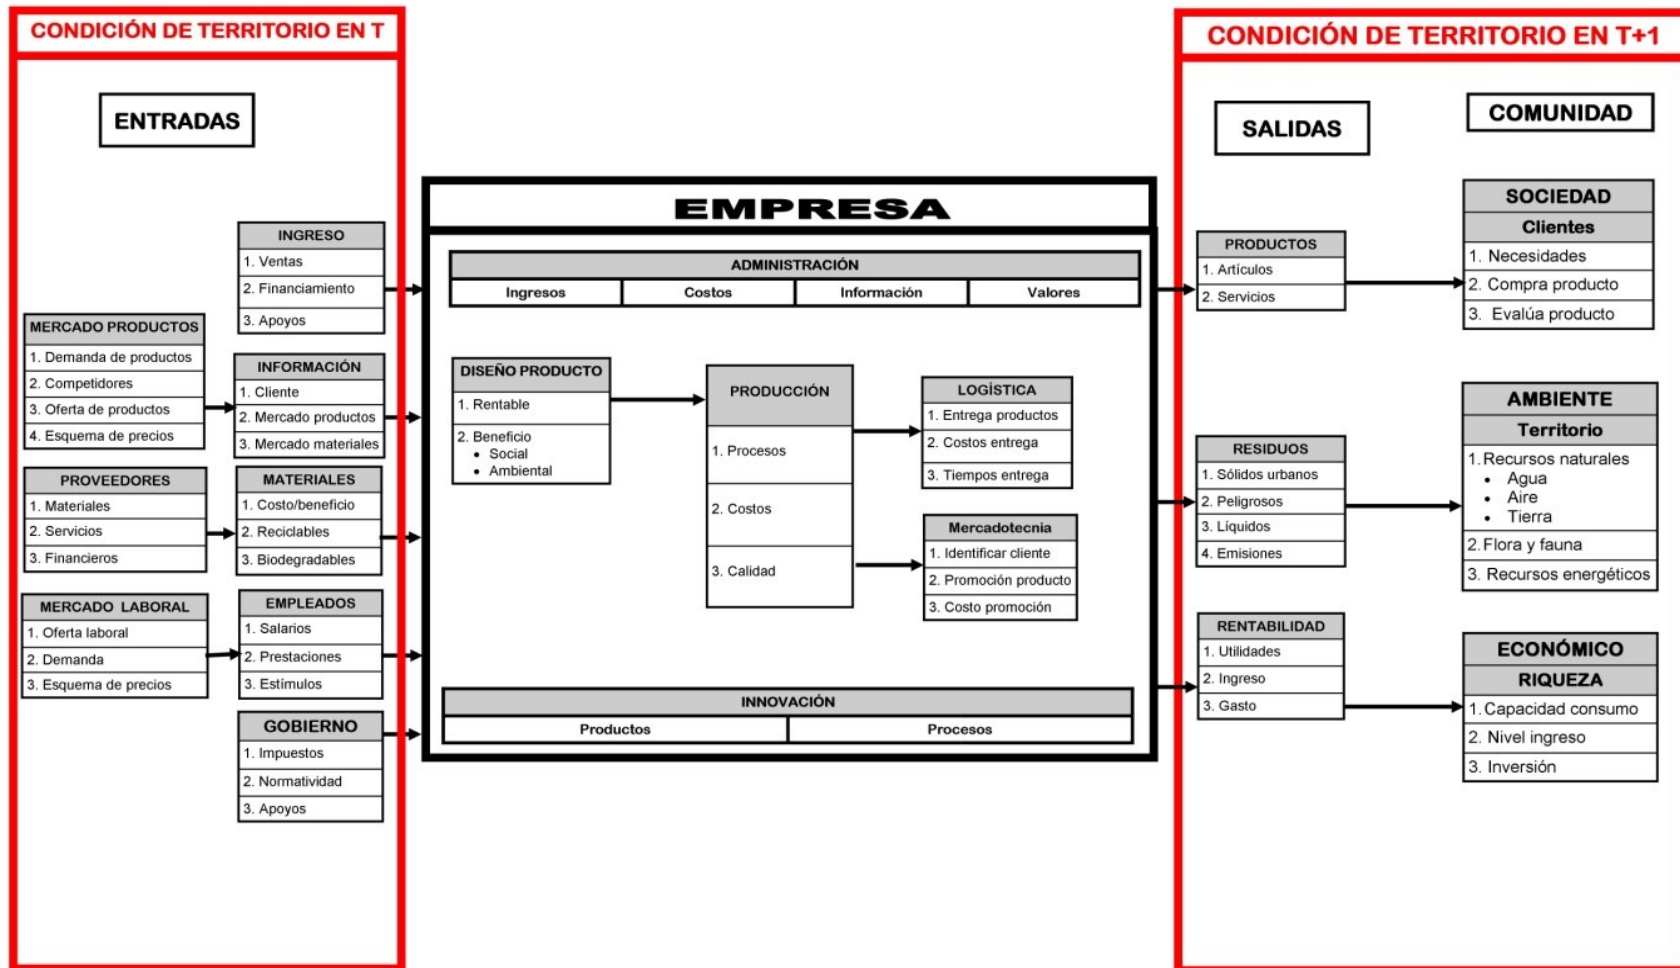 CONDICIÓN DE TERRITORIO EN T
ENTRADAS
MERCADO PRODUCTOS
1. Demanda de productos
2. Competidores
3. Oferta de productos
4. Esquema de precios
PROVEEDORES
1. Materiales
2. Servicios
3. Financieros
MERCADO LABORAL
1. Oferta laboral
2. Demanda
3. Esquema de precios
INGRESO
1. Ventas
2. Financiamiento
3. Apoyos
INFORMACIÓN
1. Cliente
2. Mercado productos
3. Mercado materiales
MATERIALES
1. Costo/beneficio
2. Reciclables
3. Biodegradables
EMPLEADOS
1. Salarios
2. Prestaciones
3. Estímulos
GOBIERNO
1. Impuestos
2. Normatividad
3. Apoyos
EMPRESA
ADMINISTRACIÓN
Ingresos Costos Información Valores
DISEÑO PRODUCTO
1. Rentable
2. Beneficio
• Social
• Ambiental
PRODUCCIÓN
1. Procesos
2. Costos
3. Calidad
LOGÍSTICA
1. Entrega productos
2. Costos entrega
3. Tiempos entrega
Mercadotecnia
1. Identificar cliente
2. Promoción producto
3. Costo promoción
INNOVACIÓN
Productos Procesos
CONDICIÓN DE TERRITORIO EN T+1
SALIDAS
PRODUCTOS
1. Artículos
2. Servicios
RESIDUOS
1. Sólidos urbanos
2. Peligrosos
3. Líquidos
4. Emisiones
RENTABILIDAD
1. Utilidades
2. Ingreso
3. Gasto
COMUNIDAD
SOCIEDAD
Clientes
1. Necesidades
2. Compra producto
3. Evalúa producto
AMBIENTE
Territorio
1. Recursos naturales
• Agua
• Aire
• Tierra
2. Flora y fauna
3. Recursos energéticos
ECONÓMICO
RIQUEZA
1. Capacidad consumo
2. Nivel ingreso
3. Inversión